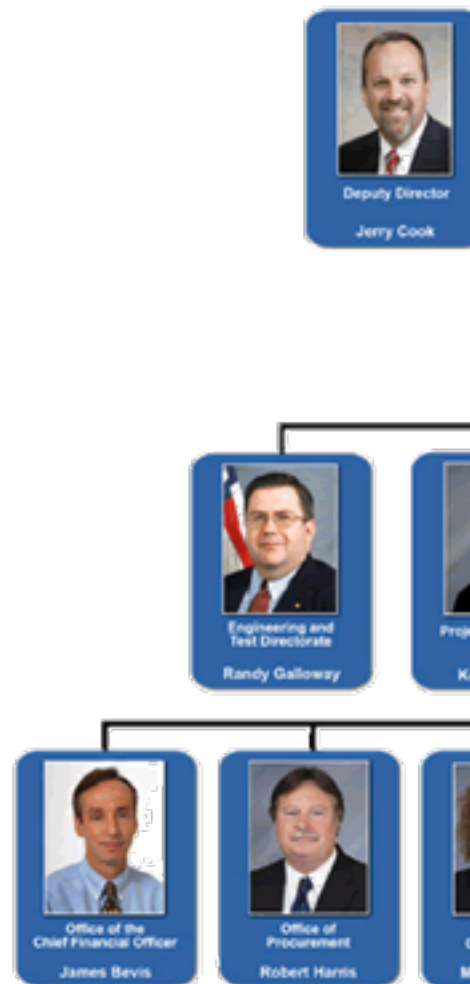 Deputy Director
Jerry Cook
Engineering and
Test Directorate
Randy Galloway
Office of the
Chief Financial Officer
James Bevis
Office of
Procurement
Robert Harris